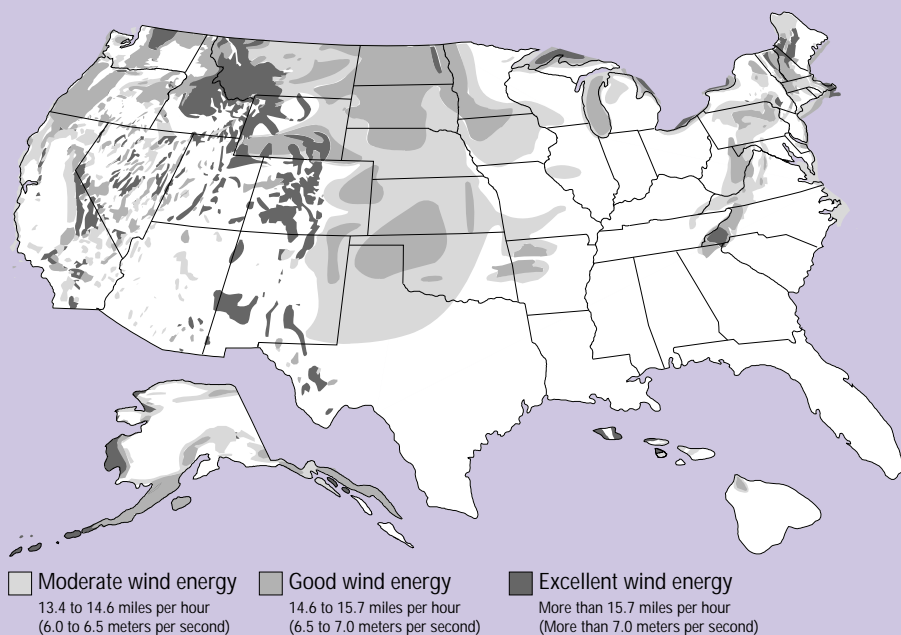 Moderate wind energy
13.4 to 14.6 miles per hour
(6.0 to 6.5 meters per second)
Good wind energy
14.6 to 15.7 miles per hour
(6.5 to 7.0 meters per second)
Excellent wind energy
More than 15.7 miles per hour
(More than 7.0 meters per second)